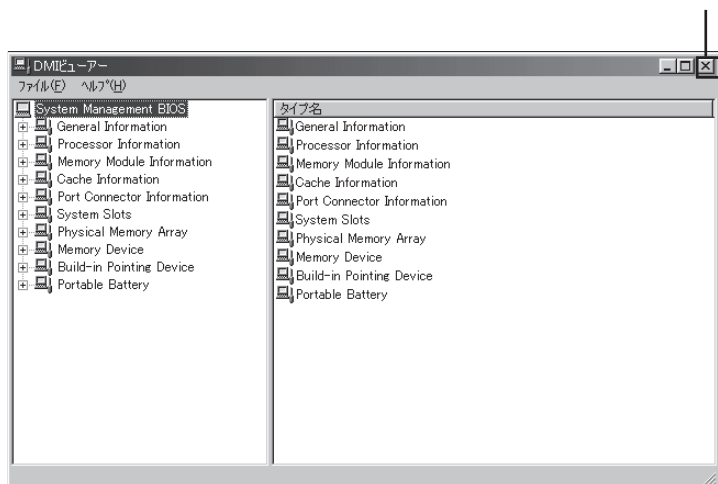 DMIビューアー
ファイル(F) ヘルプ(H)
System Management BIOS
General Information
Processor Information
Memory Module Information
Cache Information
Port Connector Information
System Slots
Physical Memory Array
Memory Device
Build-in Pointing Device
Portable Battery
タイプ名
General Information
Processor Information
Memory Module Information
Cache Information
Port Connector Information
System Slots
Physical Memory Array
Memory Device
Build-in Pointing Device
Portable Battery